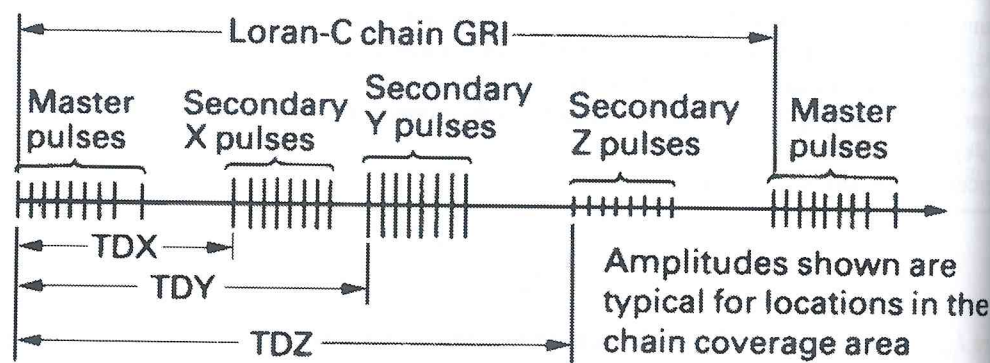 Loran-C chain GRI
Master
pulses
Secondary
X pulses
Secondary
Y pulses
Secondary
Z pulses
Master
pulses
TDX
TDY
TDZ
Amplitudes shown are
typical for locations in the
chain coverage area